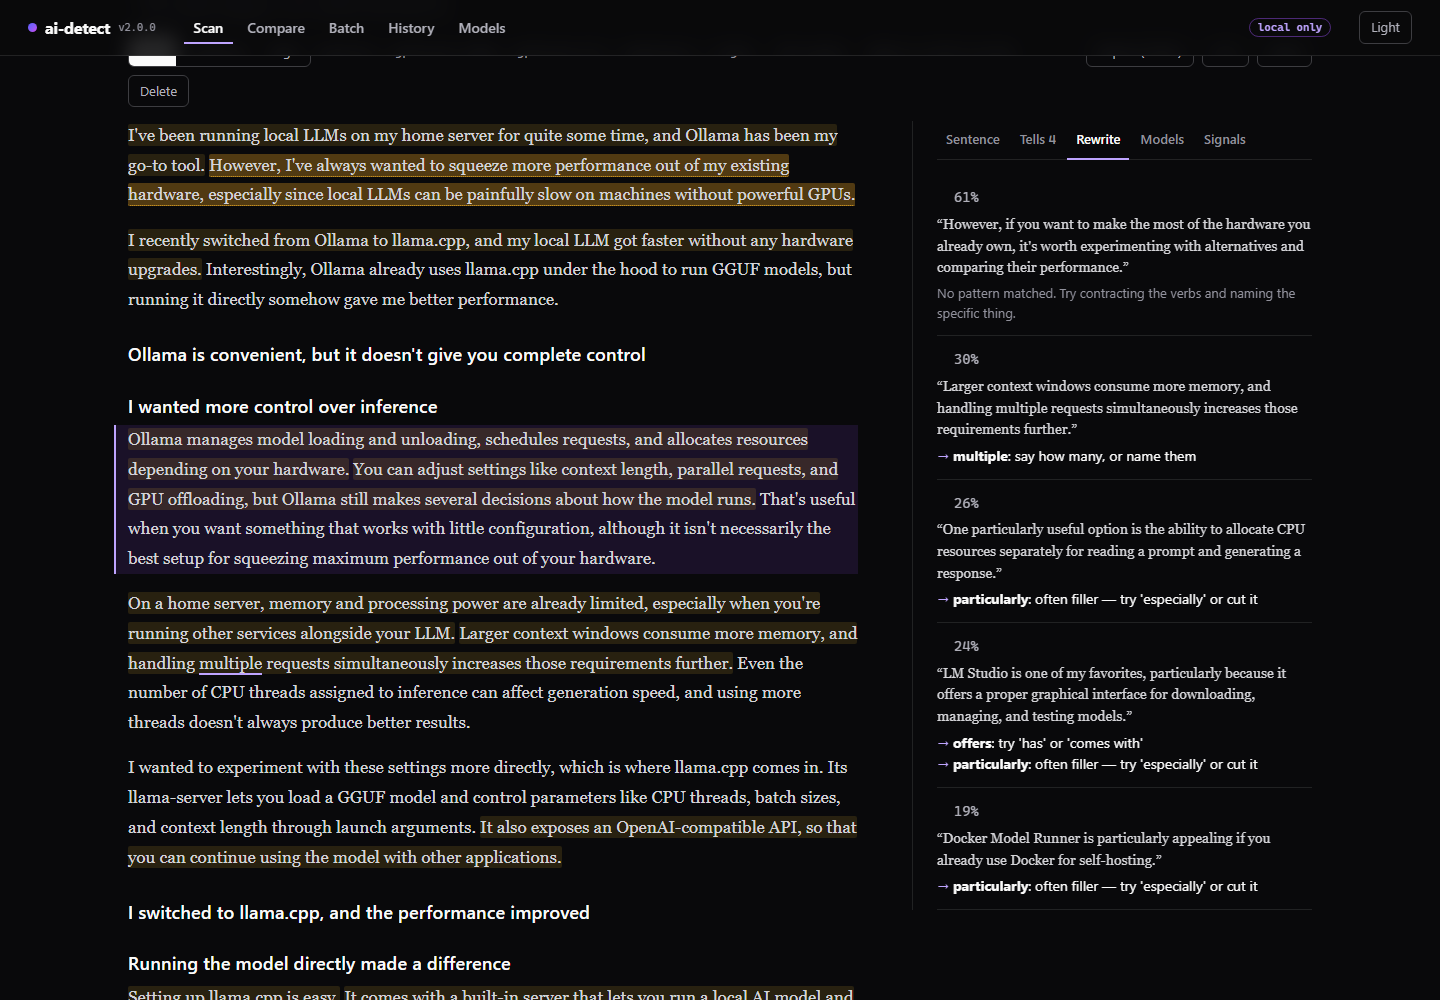 ai-detect v2.0.0 Scan Compare Batch History Models local only Light
Delete
I've been running local LLMs on my home server for quite some time, and Ollama has been my
go-to tool. However, I've always wanted to squeeze more performance out of my existing
hardware, especially since local LLMs can be painfully slow on machines without powerful GPUs.
I recently switched from Ollama to llama.cpp, and my local LLM got faster without any hardware
upgrades. Interestingly, Ollama already uses llama.cpp under the hood to run GGUF models, but
running it directly somehow gave me better performance.
Ollama is convenient, but it doesn't give you complete control
I wanted more control over inference
Ollama manages model loading and unloading, schedules requests, and allocates resources
depending on your hardware. You can adjust settings like context length, parallel requests, and
GPU offloading, but Ollama still makes several decisions about how the model runs. That's useful
when you want something that works with little configuration, although it isn't necessarily the
best setup for squeezing maximum performance out of your hardware.
On a home server, memory and processing power are already limited, especially when you're
running other services alongside your LLM. Larger context windows consume more memory, and
handling multiple requests simultaneously increases those requirements further. Even the
number of CPU threads assigned to inference can affect generation speed, and using more
threads doesn't always produce better results.
I wanted to experiment with these settings more directly, which is where llama.cpp comes in. Its
llama-server lets you load a GGUF model and control parameters like CPU threads, batch sizes,
and context length through launch arguments. It also exposes an OpenAI-compatible API, so that
you can continue using the model with other applications.
I switched to llama.cpp, and the performance improved
Running the model directly made a difference
Setting up llama.cpp is easy. It comes with a built-in server that lets you run a local AI model and
Sentence Tells 4 Rewrite Models Signals
61%
“However, if you want to make the most of the hardware you
already own, it's worth experimenting with alternatives and
comparing their performance.”
No pattern matched. Try contracting the verbs and naming the
specific thing.
30%
“Larger context windows consume more memory, and
handling multiple requests simultaneously increases those
requirements further.”
→ multiple: say how many, or name them
26%
“One particularly useful option is the ability to allocate CPU
resources separately for reading a prompt and generating a
response.”
→ particularly: often filler — try 'especially' or cut it
24%
“LM Studio is one of my favorites, particularly because it
offers a proper graphical interface for downloading,
managing, and testing models.”
→ offers: try 'has' or 'comes with'
→ particularly: often filler — try 'especially' or cut it
19%
“Docker Model Runner is particularly appealing if you
already use Docker for self-hosting.”
→ particularly: often filler — try 'especially' or cut it